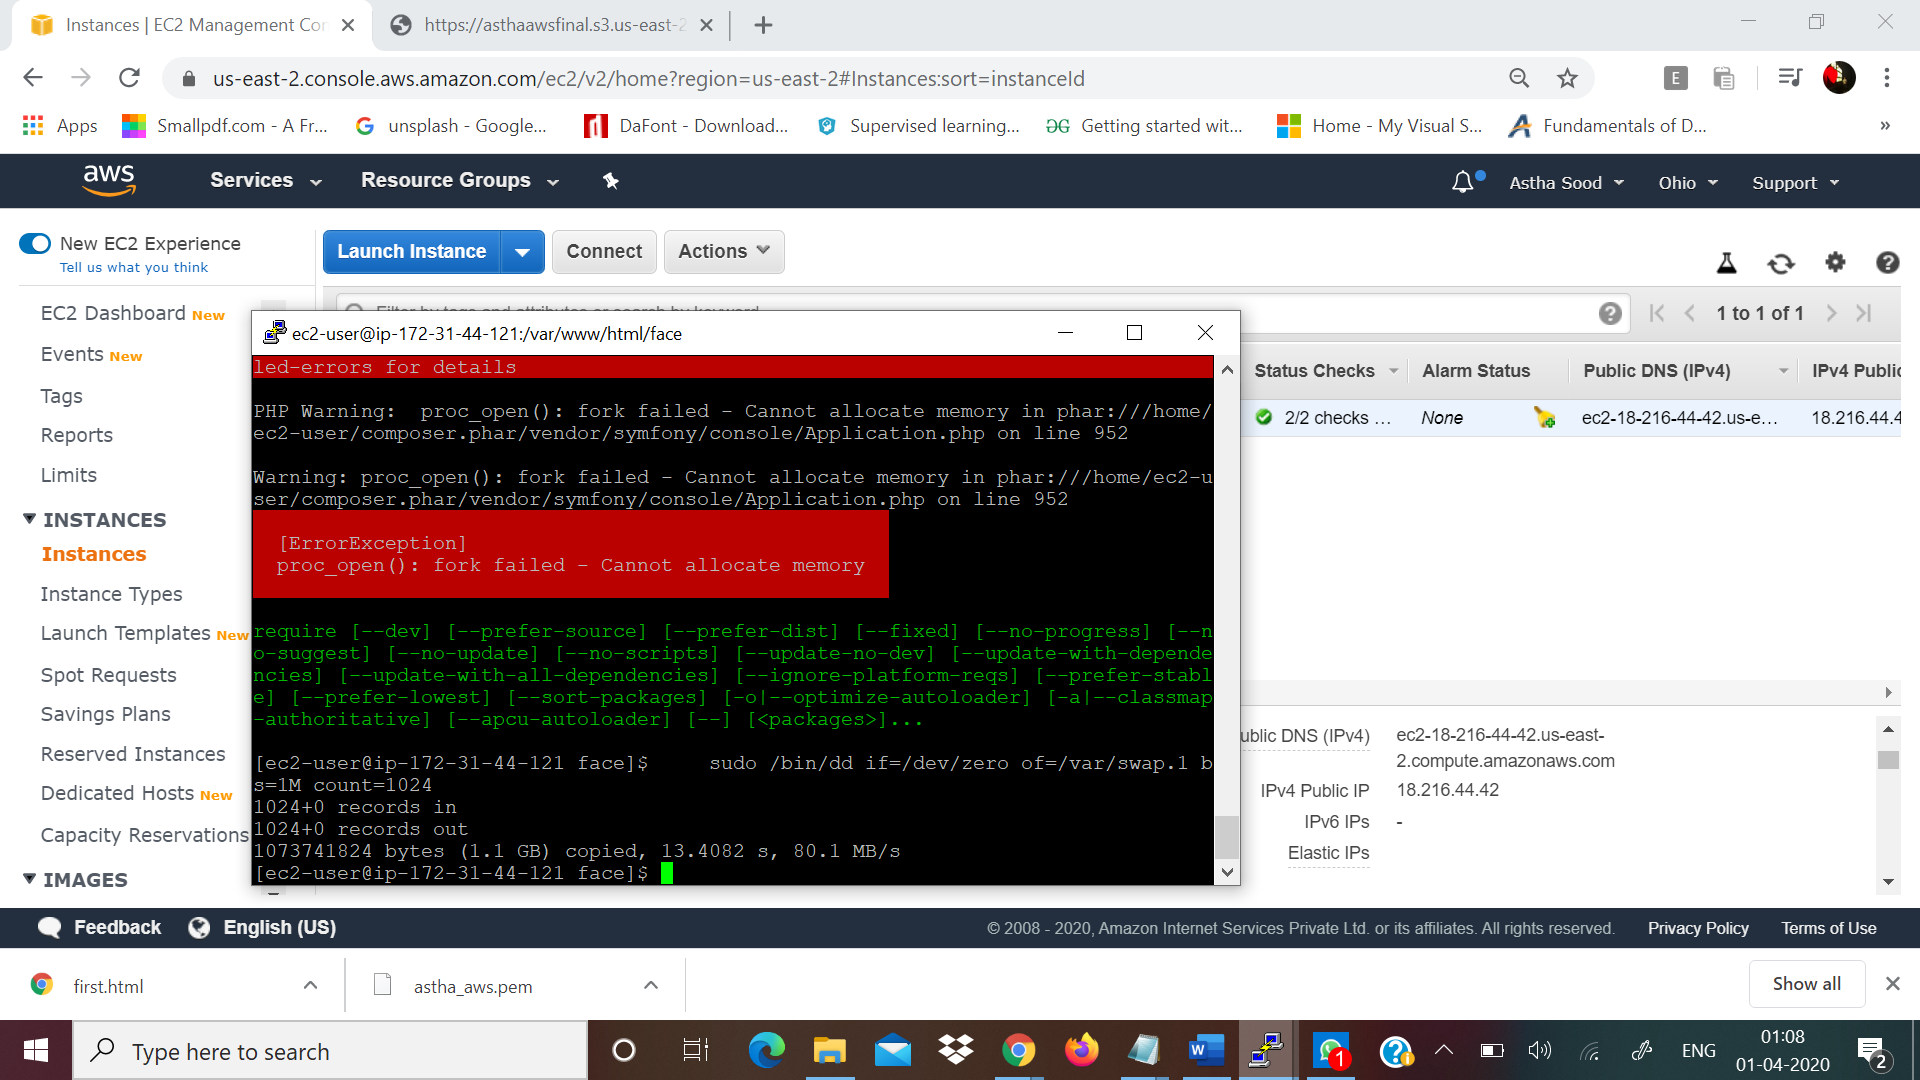 Instances | EC2 Management Con
https://asthaawsfinal.s3.us-east-2
us-east-2.console.aws.amazon.com/ec2/v2/home?region=us-east-2#Instances:sort=instanceId
E
Apps
Smallpdf.com - A Fr...
unsplash - Google...
DaFont - Download...
Supervised learning...
Getting started wit...
Home - My Visual S...
Fundamentals of D...
»
aws
Services
Resource Groups
Astha Sood
Ohio
Support
New EC2 Experience
Tell us what you think
Launch Instance
Connect
Actions
EC2 Dashboard New
Events New
Tags
Reports
Limits
INSTANCES
Instances
Instance Types
Launch Templates New
Spot Requests
Savings Plans
Reserved Instances
Dedicated Hosts New
Capacity Reservations
IMAGES
Filter by tags and attributes or search by keyword
1 to 1 of 1
Status Checks
Alarm Status
Public DNS (IPv4)
IPv4 Public
2/2 checks ...
None
ec2-18-216-44-42.us-e...
18.216.44.4
ec2-user@ip-172-31-44-121:/var/www/html/face
led-errors for details
PHP Warning:  proc_open(): fork failed - Cannot allocate memory in phar:///home/
ec2-user/composer.phar/vendor/symfony/console/Application.php on line 952
Warning: proc_open(): fork failed - Cannot allocate memory in phar:///home/ec2-u
ser/composer.phar/vendor/symfony/console/Application.php on line 952
[ErrorException]
proc_open(): fork failed - Cannot allocate memory
require [--dev] [--prefer-source] [--prefer-dist] [--fixed] [--no-progress] [--n
o-suggest] [--no-update] [--no-scripts] [--update-no-dev] [--update-with-depende
ncies] [--update-with-all-dependencies] [--ignore-platform-reqs] [--prefer-stabl
e] [--prefer-lowest] [--sort-packages] [-o|--optimize-autoloader] [-a|--classmap
-authoritative] [--apcu-autoloader] [--] [<packages>]...
[ec2-user@ip-172-31-44-121 face]$     sudo /bin/dd if=/dev/zero of=/var/swap.1 b
s=1M count=1024
1024+0 records in
1024+0 records out
1073741824 bytes (1.1 GB) copied, 13.4082 s, 80.1 MB/s
[ec2-user@ip-172-31-44-121 face]$
ublic DNS (IPv4)
ec2-18-216-44-42.us-east-
2.compute.amazonaws.com
IPv4 Public IP
18.216.44.42
IPv6 IPs
-
Elastic IPs
Feedback
English (US)
© 2008 - 2020, Amazon Internet Services Private Ltd. or its affiliates. All rights reserved.
Privacy Policy
Terms of Use
first.html
astha_aws.pem
Show all
Type here to search
1
ENG
01:08
01-04-2020
2